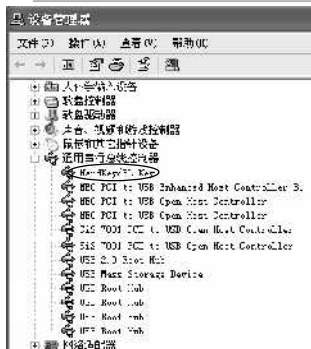 设备管理器
文件(F) 操作(A) 查看(V) 帮助(H)
人体学输入设备
软盘控制器
软盘驱动器
声音、视频和游戏控制器
鼠标和其它指针设备
通用串行总线控制器
NEC PCI to USB Enhanced Host Controller B.
NEC PCI to USB Open Host Controller
NEC PCI to USB Open Host Controller
SiS 7001 PCI to USB Open Host Controller
SiS 7001 PCI to USB Open Host Controller
USB 2.0 Root Hub
USB Mass Storage Device
USB Root Hub
USB Root Hub
USB Root Hub
USB Root Hub
网络适配器